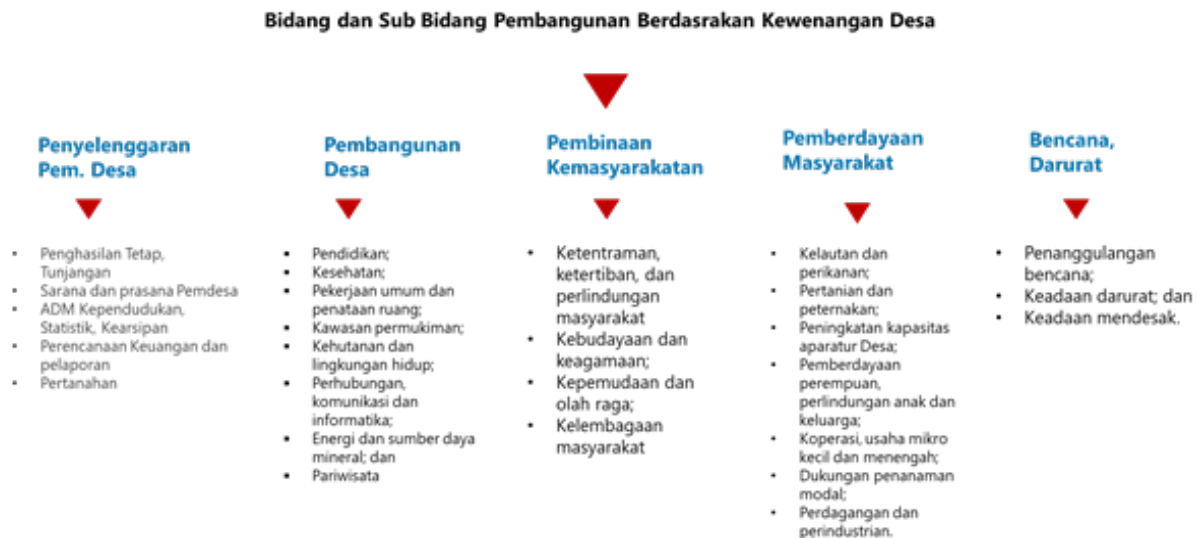 Bidang dan Sub Bidang Pembangunan Berdasrakan Kewenangan Desa
Penyelenggaran
Pem. Desa
• Penghasilan Tetap,
Tunjangan
• Sarana dan prasana Pemdesa
• ADM Kependudukan,
Statistik, Kearsipan
• Perencanaan Keuangan dan
pelaporan
• Pertanahan
Pembangunan
Desa
▪ Pendidikan;
▪ Kesehatan;
▪ Pekerjaan umum dan
penataan ruang;
▪ Kawasan permukiman;
▪ Kehutanan dan
lingkungan hidup;
▪ Perhubungan,
komunikasi dan
informatika;
▪ Energi dan sumber daya
mineral; dan
▪ Pariwisata
Pembinaan
Kemasyarakatan
• Ketentraman,
ketertiban, dan
perlindungan
masyarakat
• Kebudayaan dan
keagamaan;
• Kepemudaan dan
olah raga;
• Kelembagaan
masyarakat
Pemberdayaan
Masyarakat
• Kelautan dan
perikanan;
• Pertanian dan
peternakan;
• Peningkatan kapasitas
aparatur Desa;
• Pemberdayaan
perempuan,
perlindungan anak dan
keluarga;
• Koperasi, usaha mikro
kecil dan menengah;
• Dukungan penanaman
modal;
• Perdagangan dan
perindustrian.
Bencana,
Darurat
• Penanggulangan
bencana;
• Keadaan darurat; dan
• Keadaan mendesak.